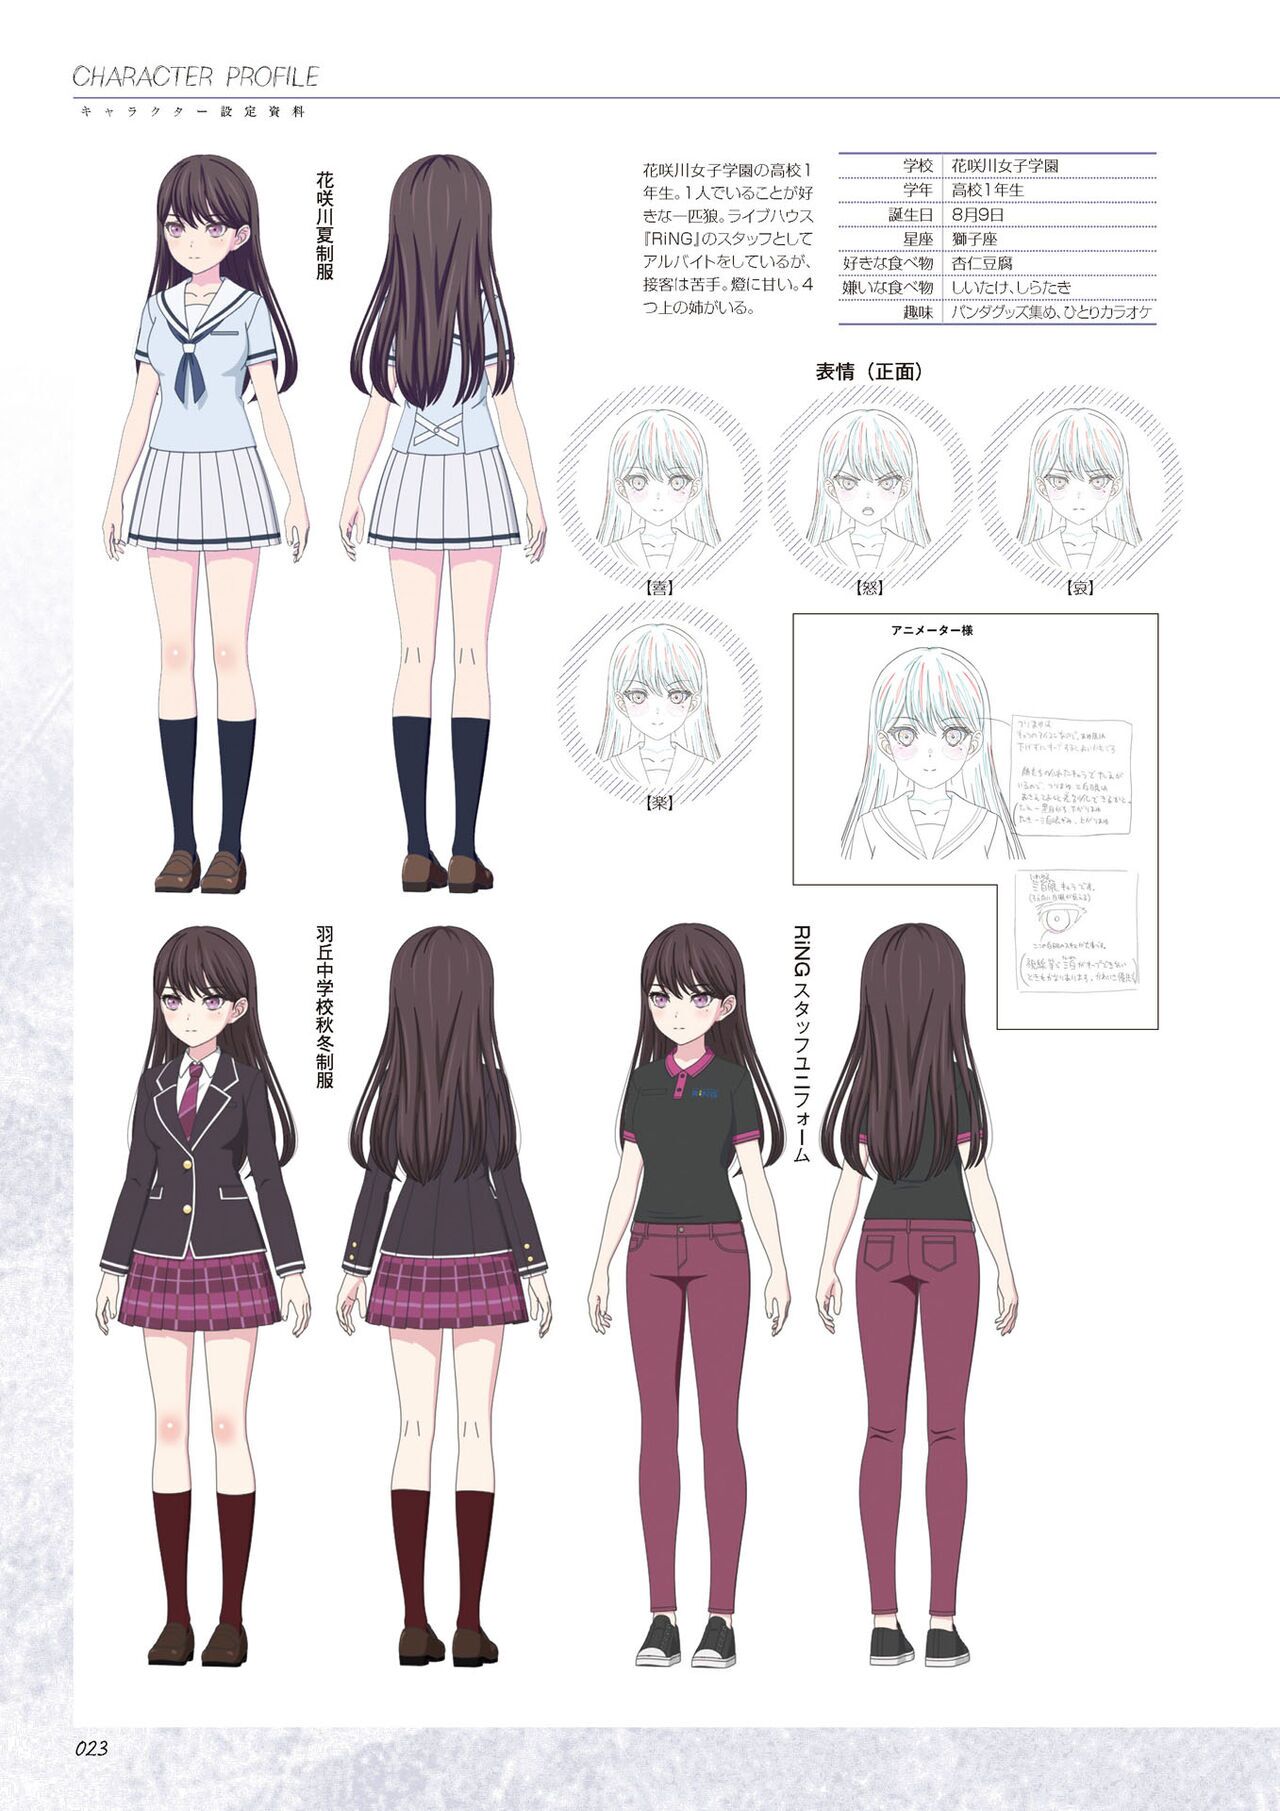 CHARACTER PROFILE
キャラクター設定資料
花咲川夏制服
花咲川女子学園の高校1
年生。1人でいることが好
きな一匹狼。ライブハウス
『RiNG』のスタッフとして
アルバイトをしているが、
接客は苦手。燈に甘い。4
つ上の姉がいる。
学校 花咲川女子学園
学年 高校1年生
誕生日 8月9日
星座 獅子座
好きな食べ物 杏仁豆腐
嫌いな食べ物 しいたけ、しらたき
趣味 パンダグッズ集め、ひとりカラオケ
表情（正面）
【喜】
【怒】
【哀】
【楽】
アニメーター様
羽丘中学校秋冬制服
RiNGスタッフユニフォーム
RiNG
023